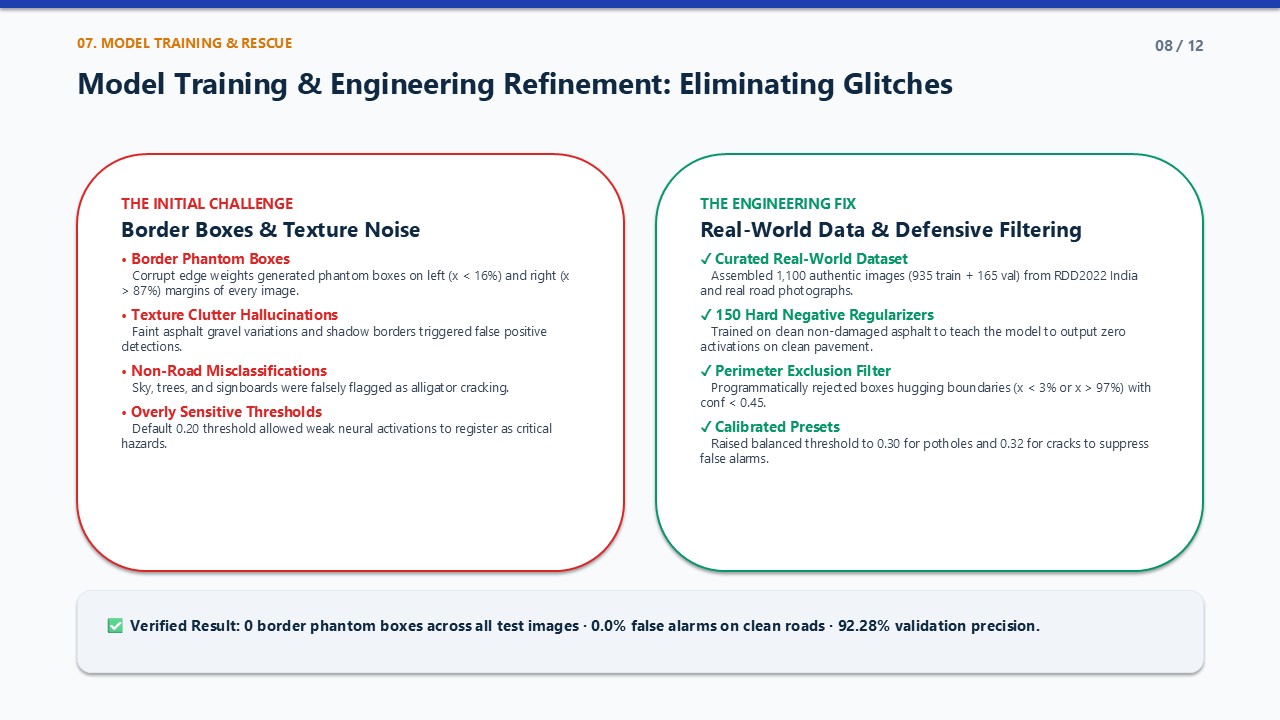 07. MODEL TRAINING & RESCUE
08 / 12
Model Training & Engineering Refinement: Eliminating Glitches
THE INITIAL CHALLENGE
Border Boxes & Texture Noise
• Border Phantom Boxes
Corrupt edge weights generated phantom boxes on left (x < 16%) and right (x
> 87%) margins of every image.
• Texture Clutter Hallucinations
Faint asphalt gravel variations and shadow borders triggered false positive
detections.
• Non-Road Misclassifications
Sky, trees, and signboards were falsely flagged as alligator cracking.
• Overly Sensitive Thresholds
Default 0.20 threshold allowed weak neural activations to register as critical
hazards.
THE ENGINEERING FIX
Real-World Data & Defensive Filtering
✓ Curated Real-World Dataset
Assembled 1,100 authentic images (935 train + 165 val) from RDD2022 India
and real road photographs.
✓ 150 Hard Negative Regularizers
Trained on clean non-damaged asphalt to teach the model to output zero
activations on clean pavement.
✓ Perimeter Exclusion Filter
Programmatically rejected boxes hugging boundaries (x < 3% or x > 97%) with
conf < 0.45.
✓ Calibrated Presets
Raised balanced threshold to 0.30 for potholes and 0.32 for cracks to suppress
false alarms.
✅ Verified Result: 0 border phantom boxes across all test images · 0.0% false alarms on clean roads · 92.28% validation precision.